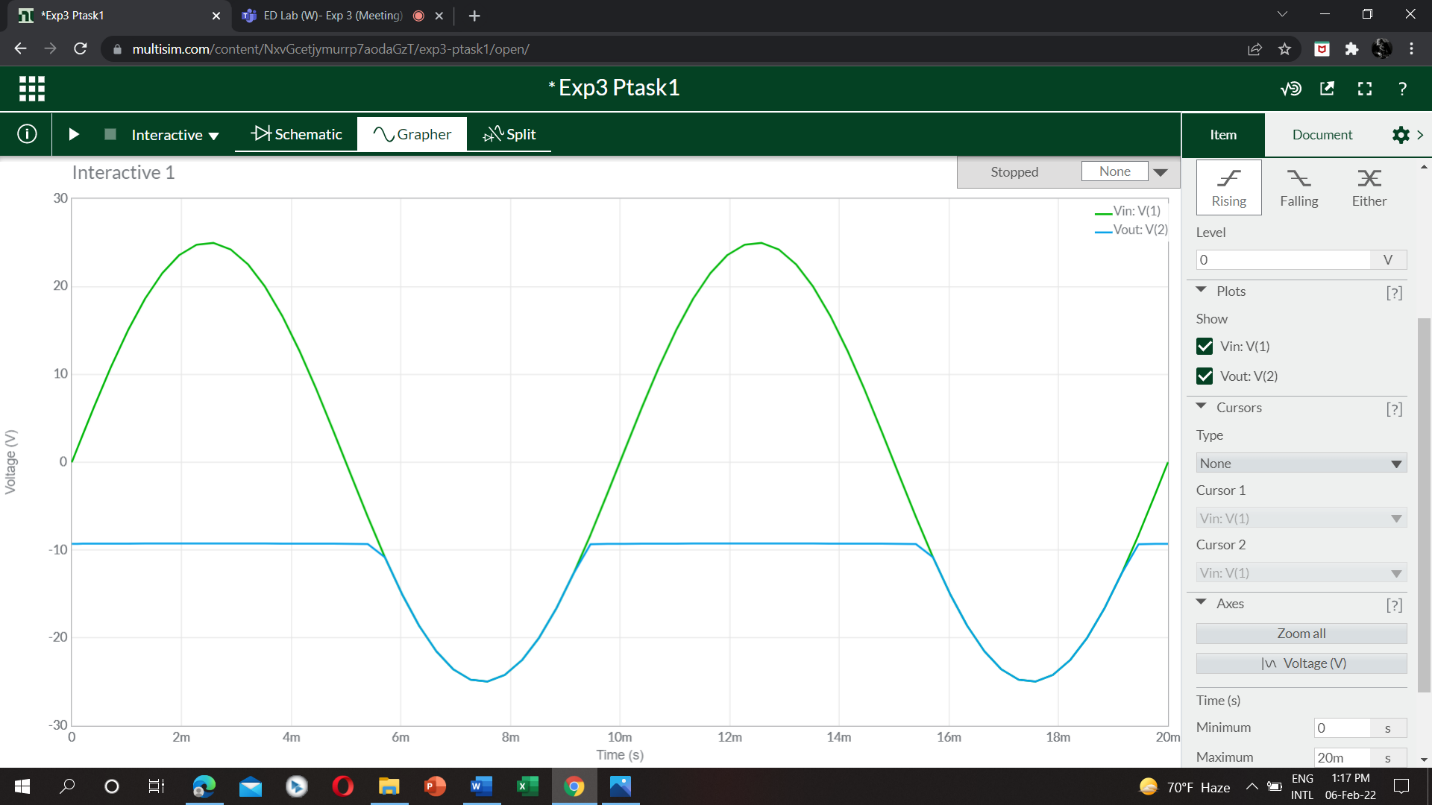 *Exp3 Ptask1
ED Lab (W)- Exp 3 (Meeting)
multisim.com/content/NxvGcetjymurrp7aodaGzT/exp3-ptask1/open/
*Exp3 Ptask1
?
Interactive
Schematic
Grapher
Split
Item
Document
Interactive 1
Stopped
None
Rising
Falling
Either
Level
0 V
Plots [?]
Show
Vin: V(1)
Vout: V(2)
Cursors [?]
Type
None
Cursor 1
Vin: V(1)
Cursor 2
Vin: V(1)
Axes [?]
Zoom all
Voltage (V)
Time (s)
Minimum 0 s
Maximum 20m s
Vin: V(1)
Vout: V(2)
Voltage (V)
30
20
10
0
-10
-20
-30
0 2m 4m 6m 8m 10m 12m 14m 16m 18m 20m
Time (s)
70°F Haze
ENG
INTL
1:17 PM
06-Feb-22